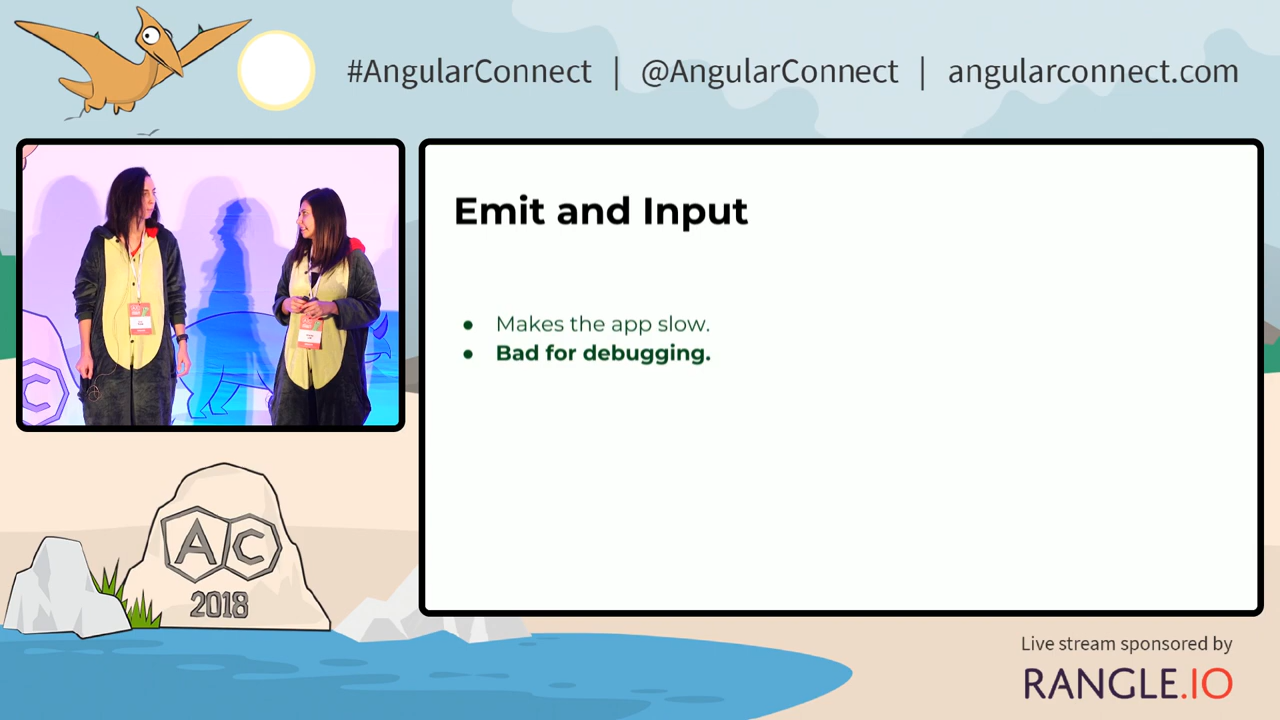 #AngularConnect | @AngularConnect | angularconnect.com
Emit and Input
● Makes the app slow.
● Bad for debugging.
AC
2018
Live stream sponsored by
RANGLE.IO